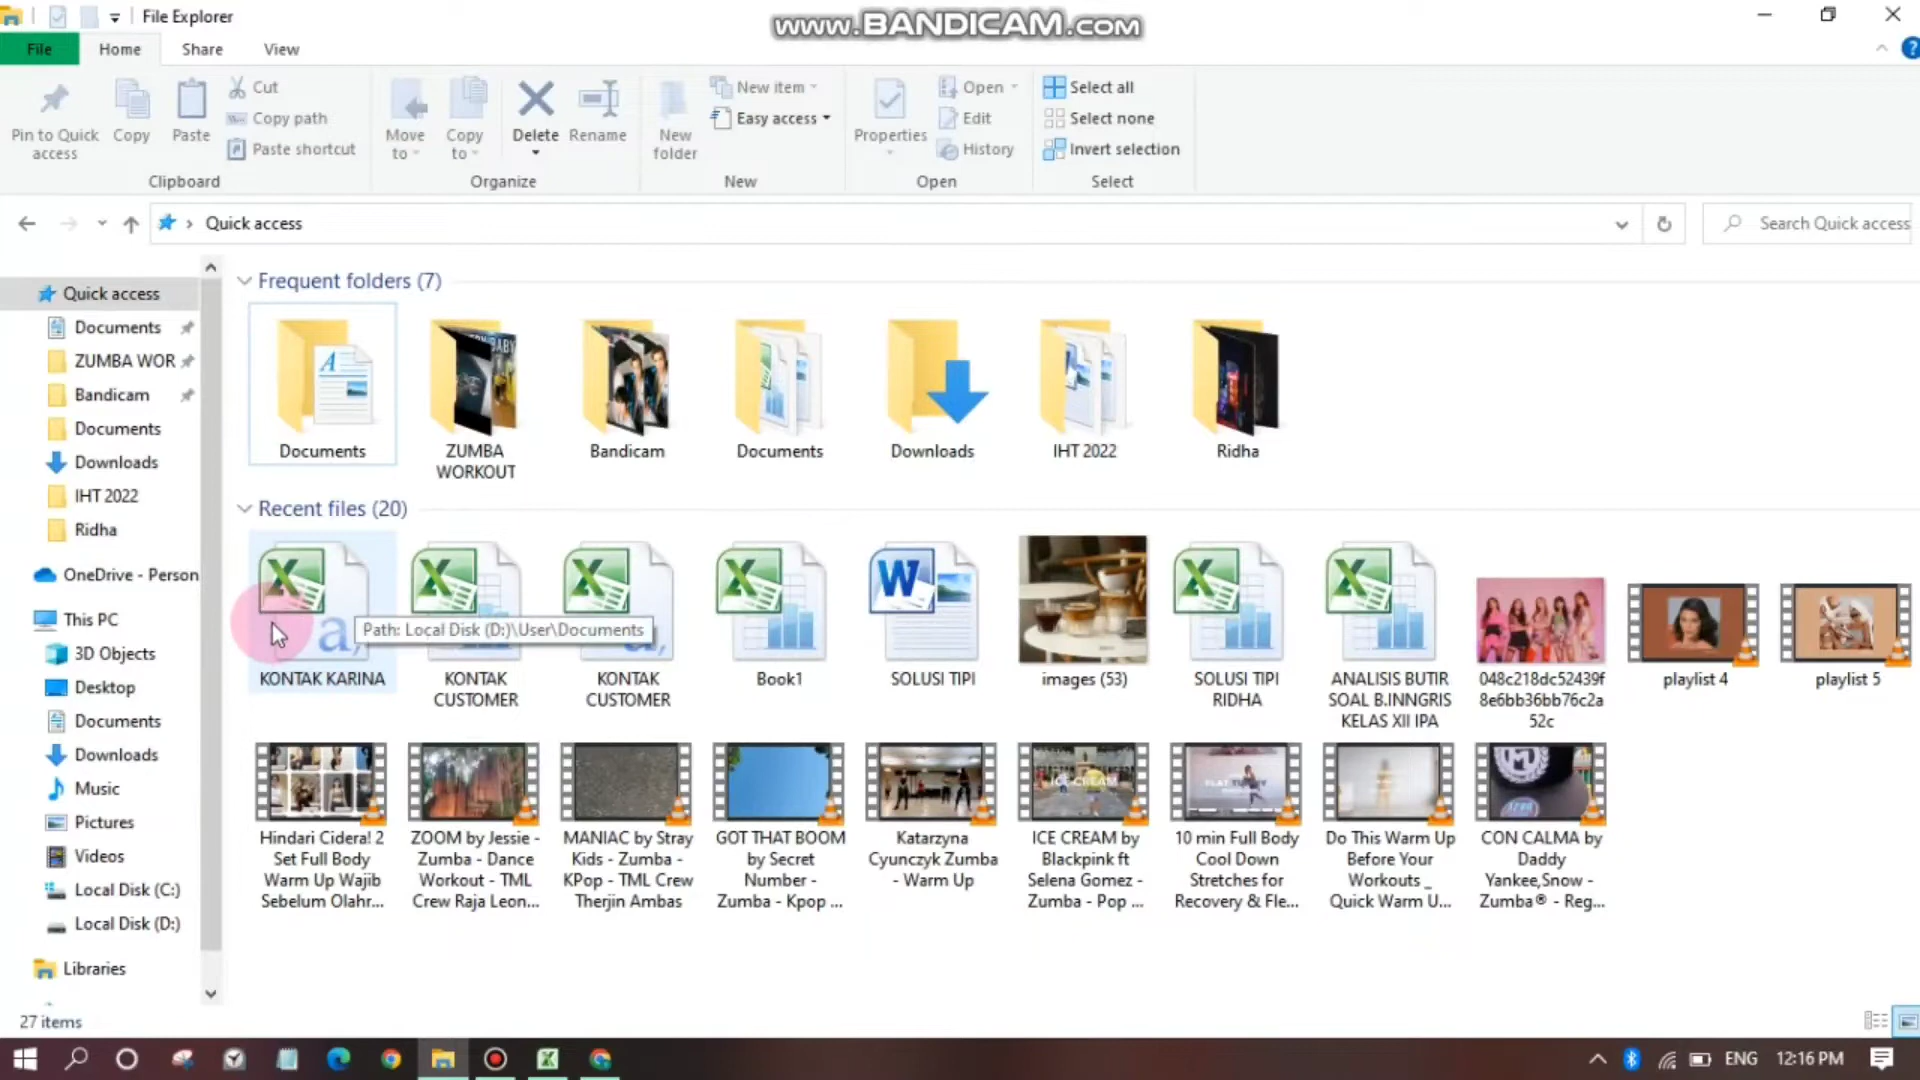 File Explorer
www.BANDICAM.com
File
Home
Share
View
Pin to Quick
access
Copy
Paste
Cut
Copy path
Paste shortcut
Clipboard
Move
to
Copy
to
Delete
Rename
Organize
New
folder
New item
Easy access
New
Properties
Open
Edit
History
Open
Select all
Select none
Invert selection
Select
Quick access
Search Quick access
Quick access
Documents
ZUMBA WOR
Bandicam
Documents
Downloads
IHT 2022
Ridha
OneDrive - Person
This PC
3D Objects
Desktop
Documents
Downloads
Music
Pictures
Videos
Local Disk (C:)
Local Disk (D:)
Libraries
Frequent folders (7)
Documents
ZUMBA
WORKOUT
Bandicam
Documents
Downloads
IHT 2022
Ridha
Recent files (20)
Path: Local Disk (D:)\User\Documents
KONTAK KARINA
KONTAK
CUSTOMER
KONTAK
CUSTOMER
Book1
SOLUSI TIPI
images (53)
SOLUSI TIPI
RIDHA
ANALISIS BUTIR
SOAL B.INNGRIS
KELAS XII IPA
048c218dc52439f
8e6bb36bb76c2a
52c
playlist 4
playlist 5
Hindari Cidera! 2
Set Full Body
Warm Up Wajib
Sebelum Olahr...
ZOOM by Jessie -
Zumba - Dance
Workout - TML
Crew Raja Leon...
MANIAC by Stray
Kids - Zumba -
KPop - TML Crew
Therjin Ambas
GOT THAT BOOM
by Secret
Number -
Zumba - Kpop ...
Katarzyna
Cyunczyk Zumba
- Warm Up
ICE CREAM by
Blackpink ft
Selena Gomez -
Zumba - Pop ...
10 min Full Body
Cool Down
Stretches for
Recovery & Fle...
Do This Warm Up
Before Your
Workouts _
Quick Warm U...
CON CALMA by
Daddy
Yankee,Snow -
Zumba® - Reg...
27 items
ENG
12:16 PM